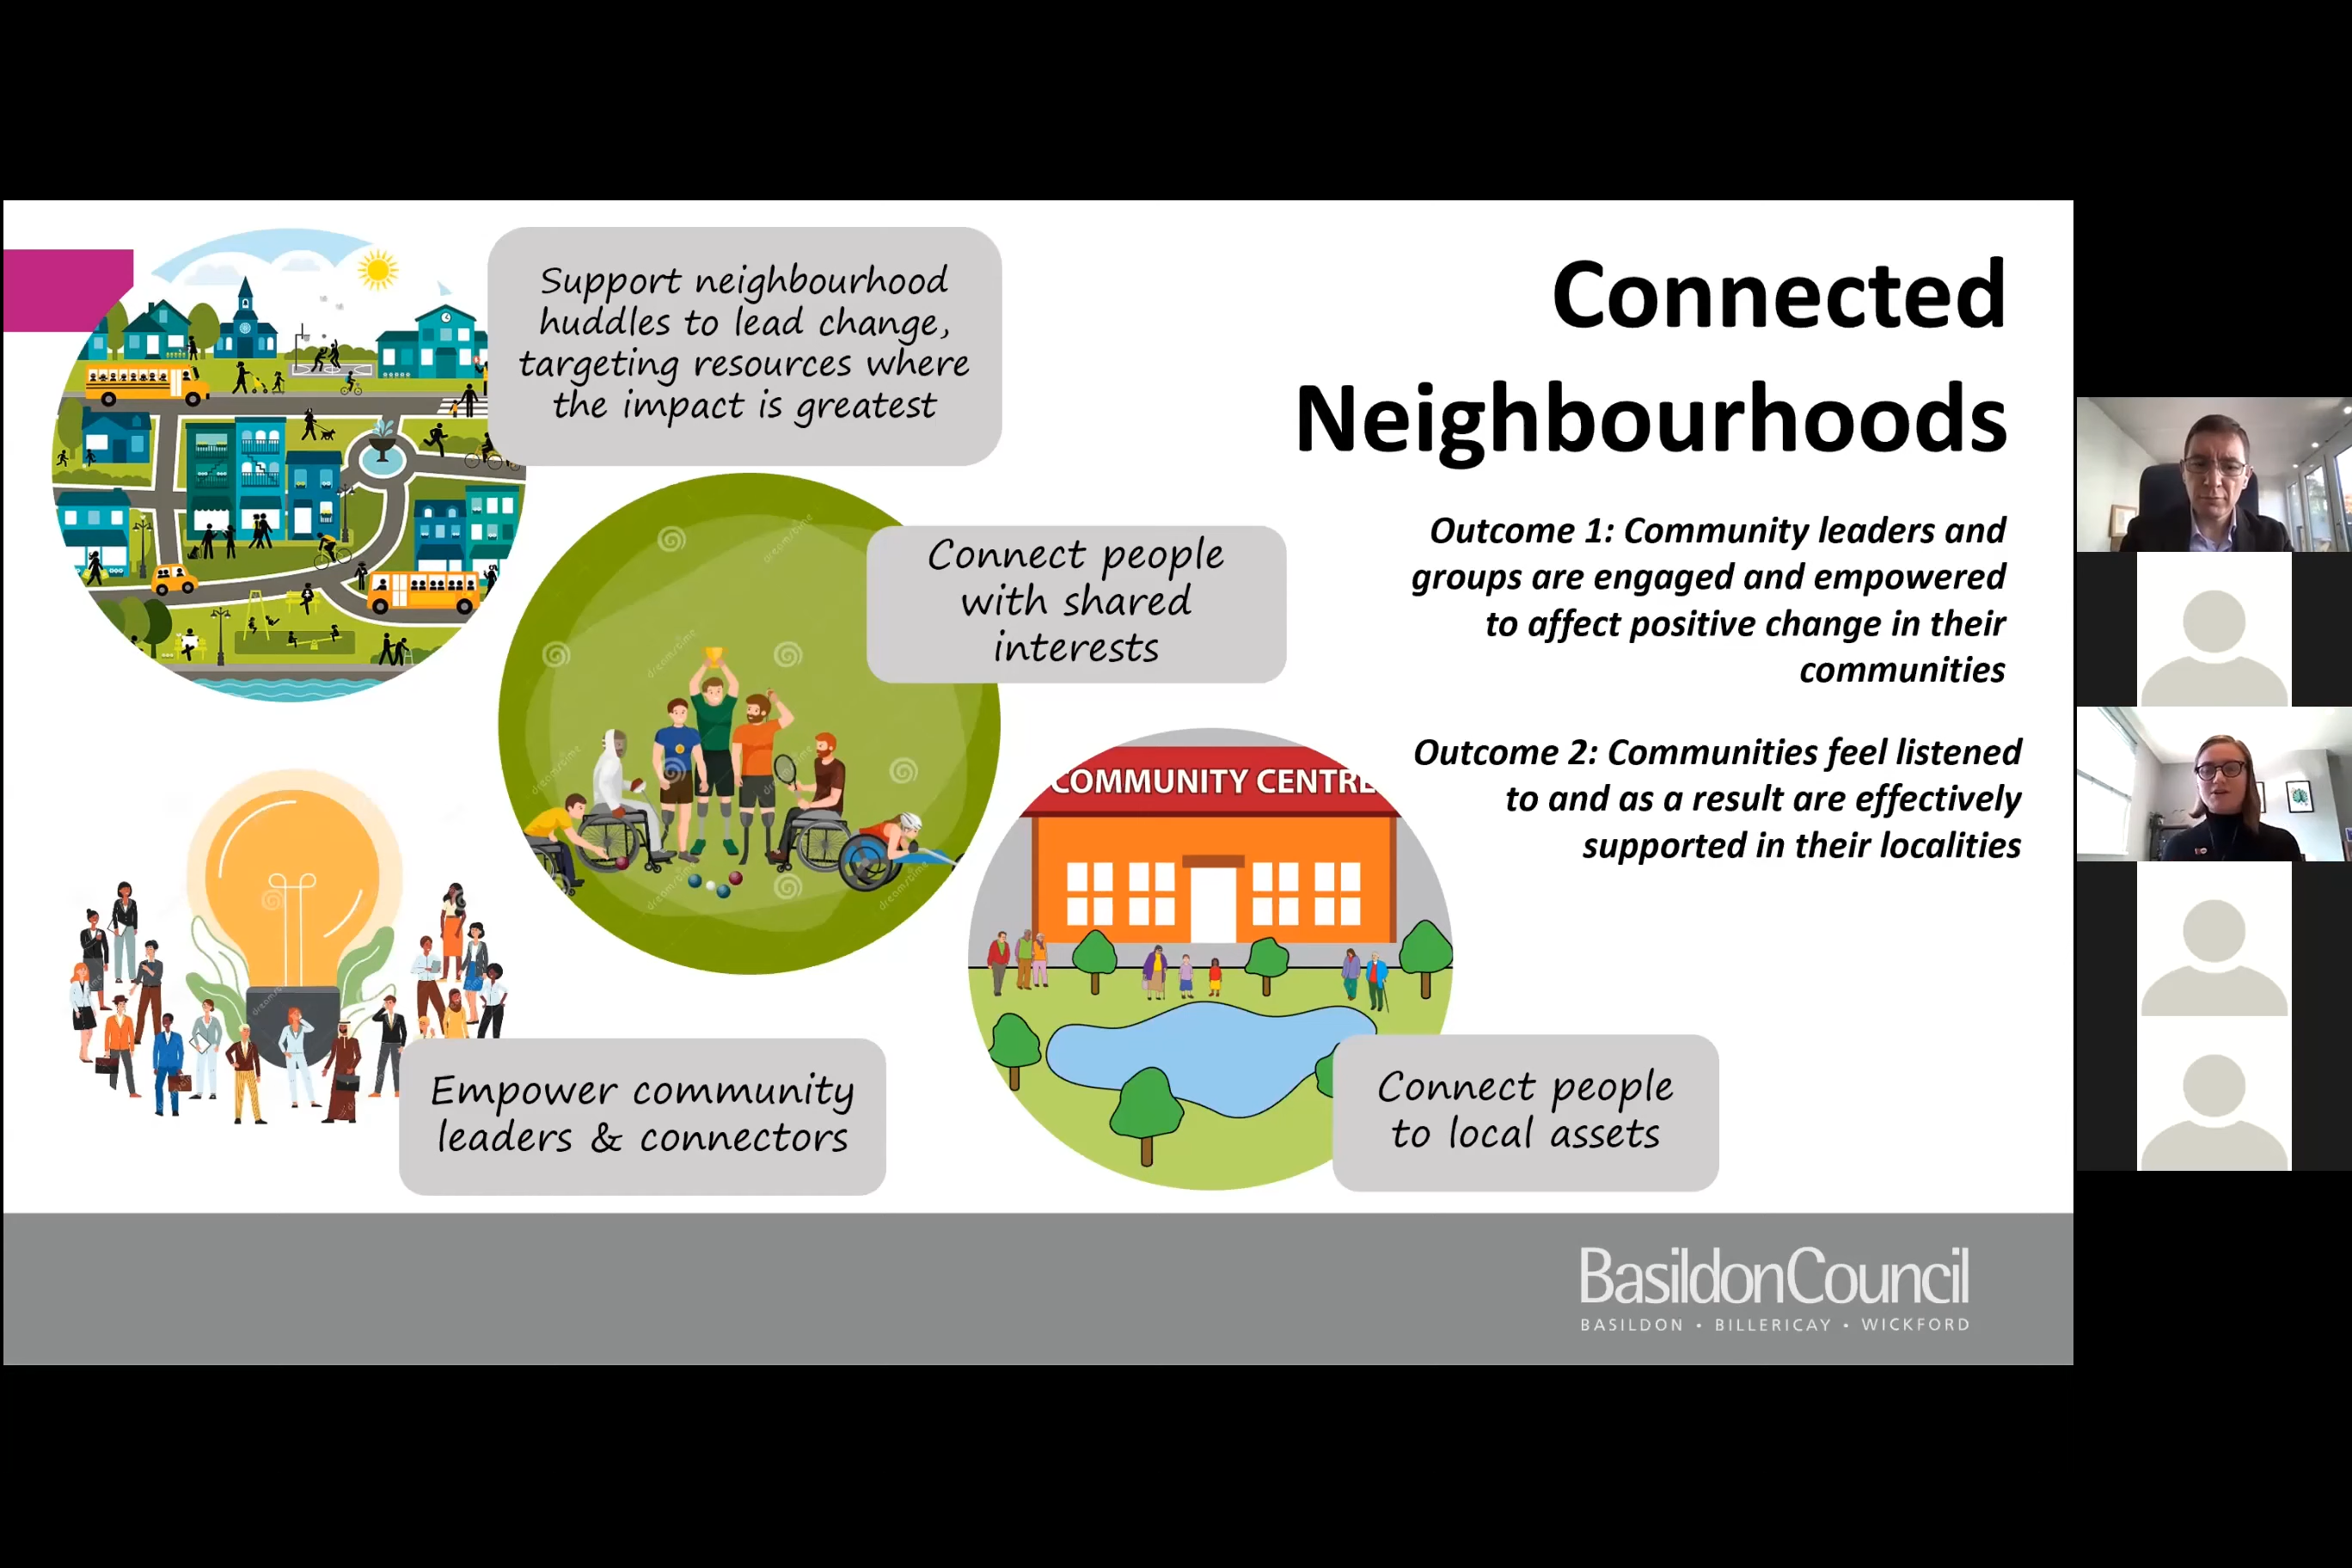 Connected
Neighbourhoods
Support neighbourhood
huddles to lead change,
targeting resources where
the impact is greatest
Connect people
with shared
interests
Outcome 1: Community leaders and
groups are engaged and empowered
to affect positive change in their
communities
Outcome 2: Communities feel listened
to and as a result are effectively
supported in their localities
COMMUNITY CENTRE
Empower community
leaders & connectors
Connect people
to local assets
BasildonCouncil
BASILDON • BILLERICAY • WICKFORD